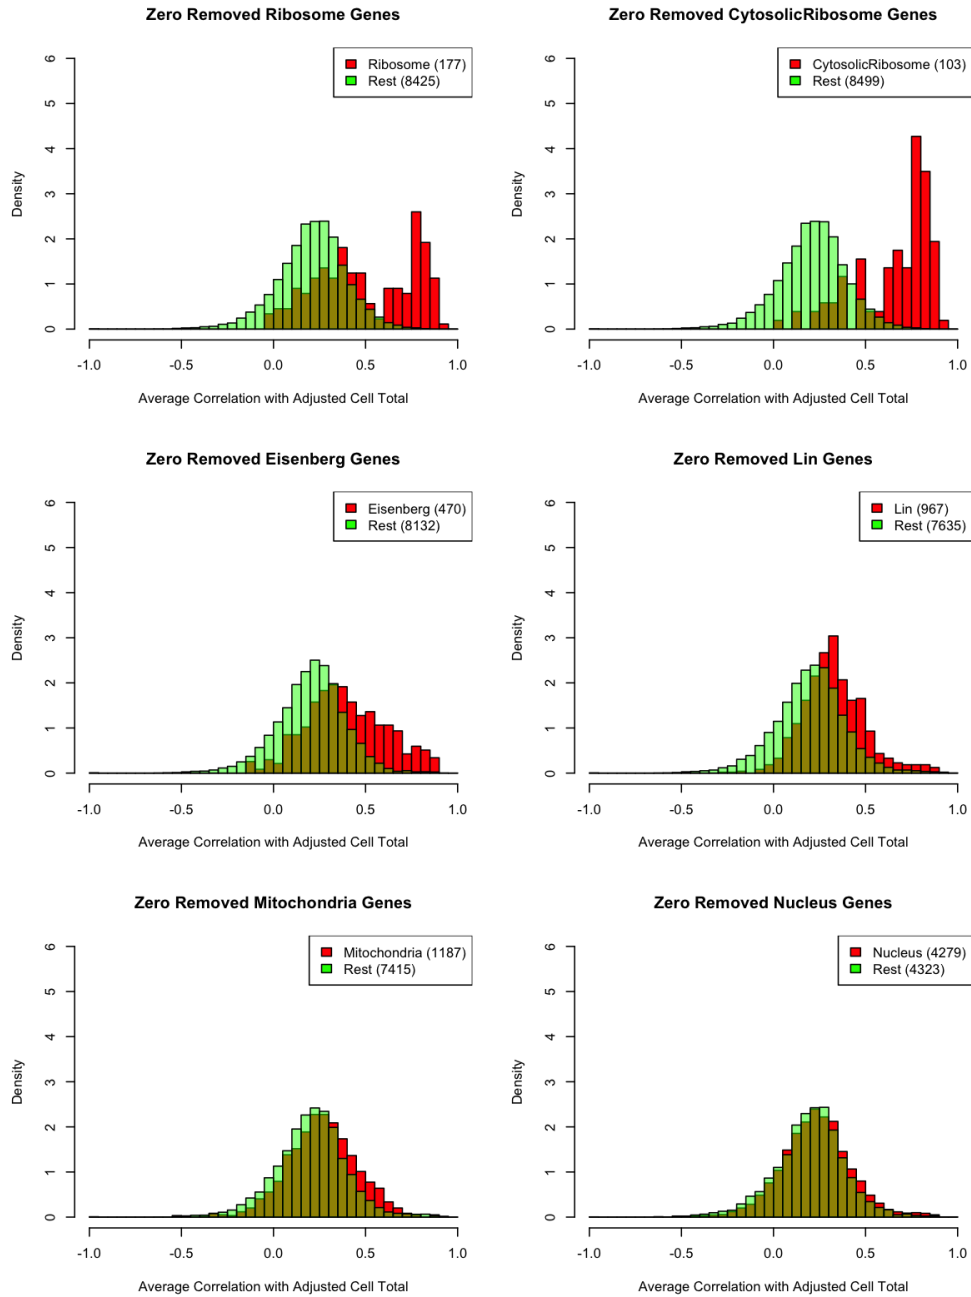 Zero Removed Ribosome Genes
Ribosome (177)
Rest (8425)
Density
0 1 2 3 4 5 6
-1.0 -0.5 0.0 0.5 1.0
Average Correlation with Adjusted Cell Total
Zero Removed CytosolicRibosome Genes
CytosolicRibosome (103)
Rest (8499)
Density
0 1 2 3 4 5 6
-1.0 -0.5 0.0 0.5 1.0
Average Correlation with Adjusted Cell Total
Zero Removed Eisenberg Genes
Eisenberg (470)
Rest (8132)
Density
0 1 2 3 4 5 6
-1.0 -0.5 0.0 0.5 1.0
Average Correlation with Adjusted Cell Total
Zero Removed Lin Genes
Lin (967)
Rest (7635)
Density
0 1 2 3 4 5 6
-1.0 -0.5 0.0 0.5 1.0
Average Correlation with Adjusted Cell Total
Zero Removed Mitochondria Genes
Mitochondria (1187)
Rest (7415)
Density
0 1 2 3 4 5 6
-1.0 -0.5 0.0 0.5 1.0
Average Correlation with Adjusted Cell Total
Zero Removed Nucleus Genes
Nucleus (4279)
Rest (4323)
Density
0 1 2 3 4 5 6
-1.0 -0.5 0.0 0.5 1.0
Average Correlation with Adjusted Cell Total